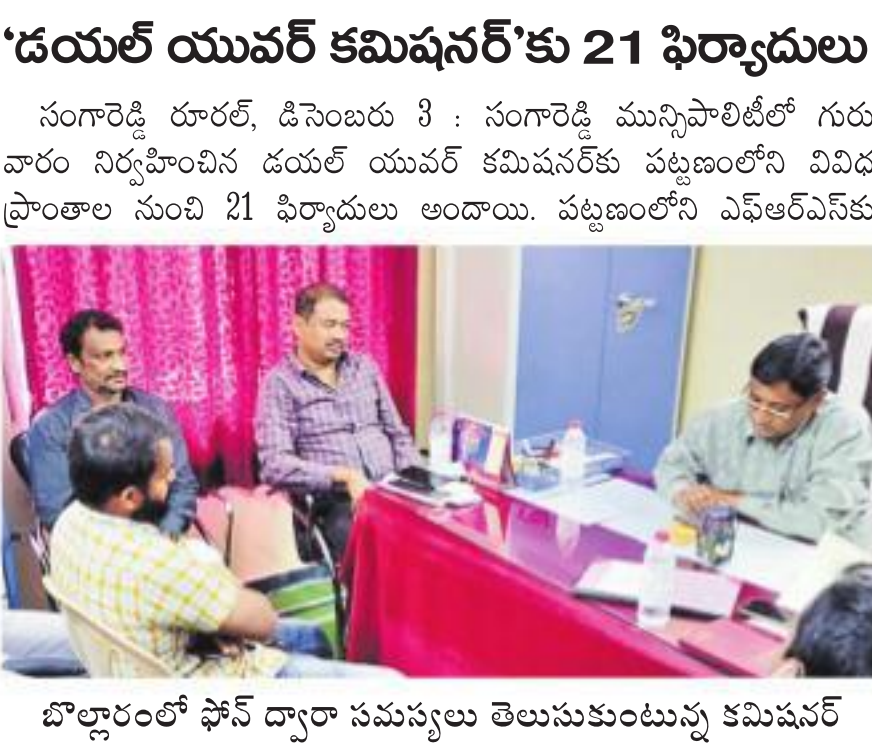 ‘డయల్ యువర్ కమిషనర్’కు 21 ఫిర్యాదులు
సంగారెడ్డి రూరల్, డిసెంబరు 3 : సంగారెడ్డి మున్సిపాలిటీలో గురు
వారం నిర్వహించిన డయల్ యువర్ కమిషనర్‌కు పట్టణంలోని వివిధ
ప్రాంతాల నుంచి 21 ఫిర్యాదులు అందాయి. పట్టణంలోని ఎఫ్ఆర్ఎస్‌కు
బొల్లారంలో ఫోన్ ద్వారా సమస్యలు తెలుసుకుంటున్న కమిషనర్